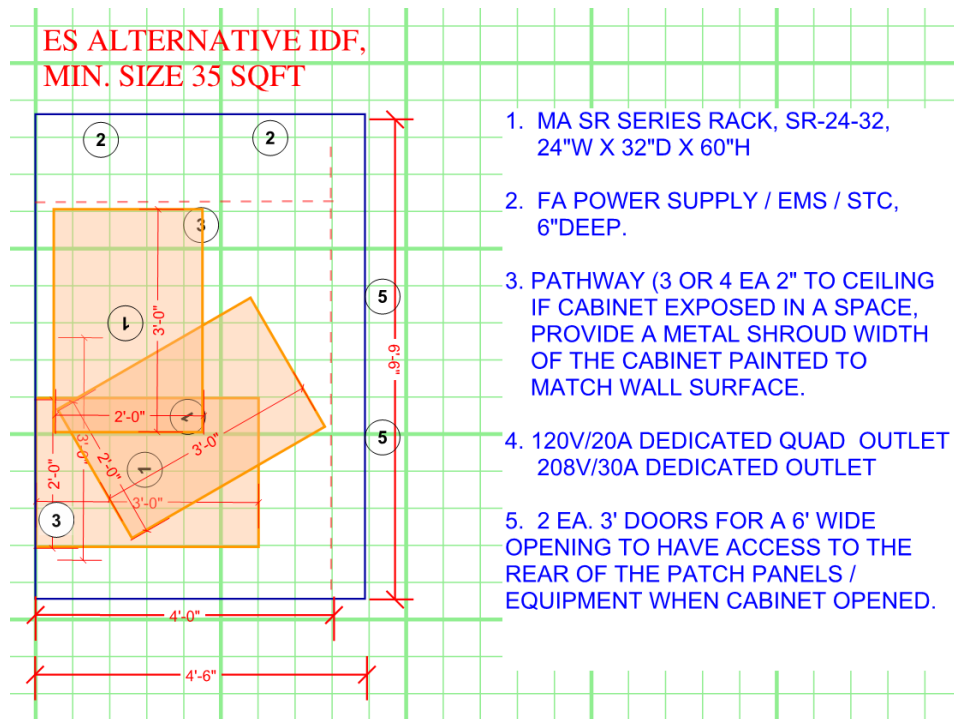 ES ALTERNATIVE IDF,
MIN. SIZE 35 SQFT
2
2
3
1
3'-0"
2'-0"
1
3'-0"
3'-0"
2'-0"
2'-0"
1
3'-0"
3
5
5
6'-6"
4'-0"
4'-6"
1. MA SR SERIES RACK, SR-24-32,
24"W X 32"D X 60"H
2. FA POWER SUPPLY / EMS / STC,
6"DEEP.
3. PATHWAY (3 OR 4 EA 2" TO CEILING
IF CABINET EXPOSED IN A SPACE,
PROVIDE A METAL SHROUD WIDTH
OF THE CABINET PAINTED TO
MATCH WALL SURFACE.
4. 120V/20A DEDICATED QUAD OUTLET
208V/30A DEDICATED OUTLET
5. 2 EA. 3' DOORS FOR A 6' WIDE
OPENING TO HAVE ACCESS TO THE
REAR OF THE PATCH PANELS /
EQUIPMENT WHEN CABINET OPENED.